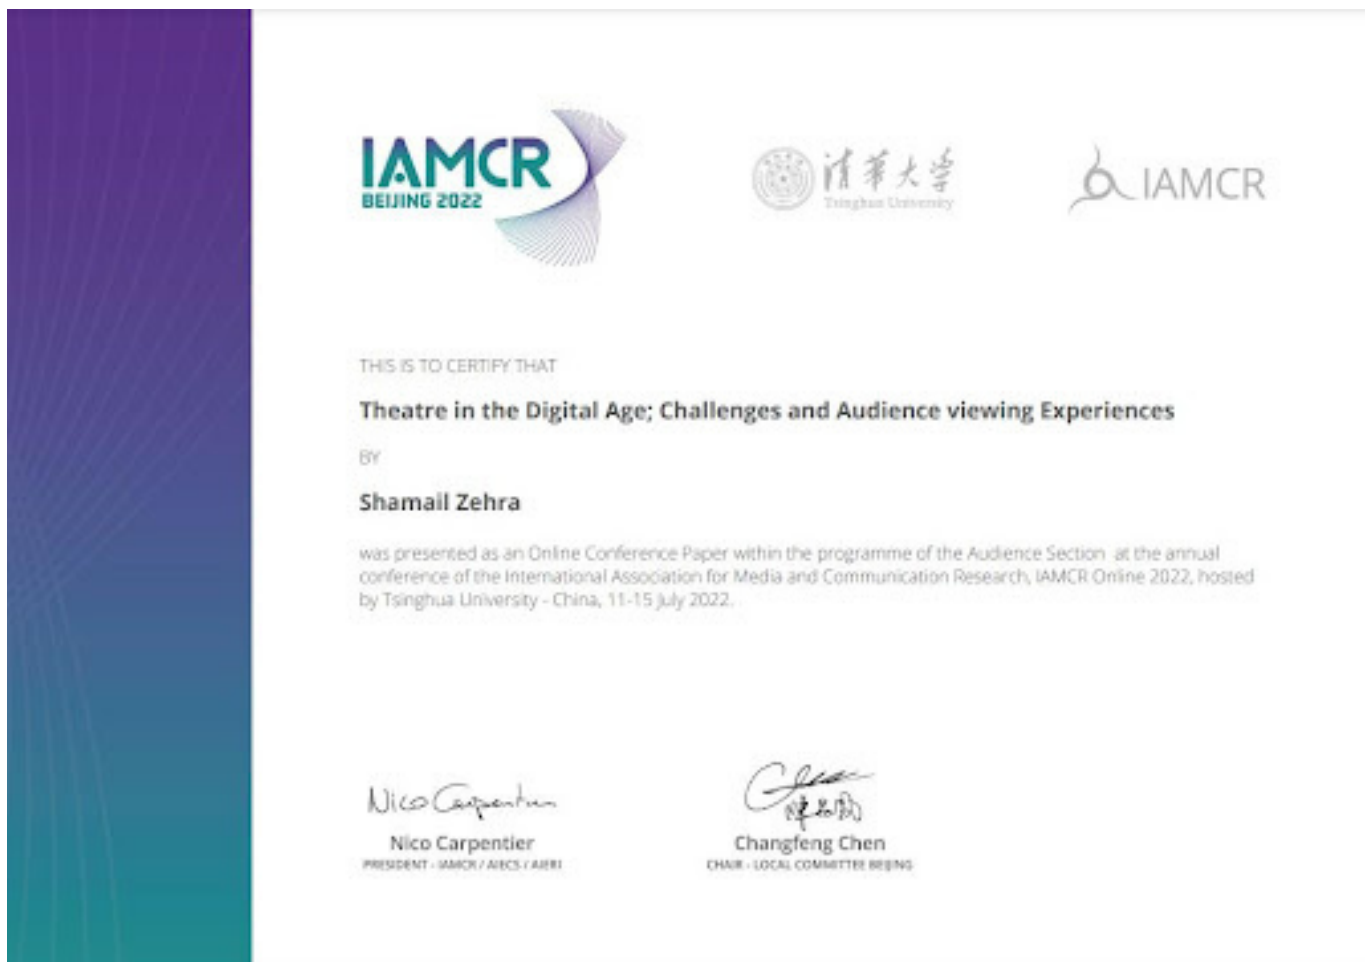 IAMCR
BEIJING 2022
清華大学
Tsinghua University
IAMCR
THIS IS TO CERTIFY THAT
Theatre in the Digital Age; Challenges and Audience viewing Experiences
BY
Shamail Zehra
was presented as an Online Conference Paper within the programme of the Audience Section at the annual
conference of the International Association for Media and Communication Research, IAMCR Online 2022, hosted
by Tsinghua University - China, 11-15 July 2022.
Nico Carpentier
Nico Carpentier
PRESIDENT - IAMCR / AIECS / AIERI
Changfeng Chen
CHAIR - LOCAL COMMITTEE BEIJING